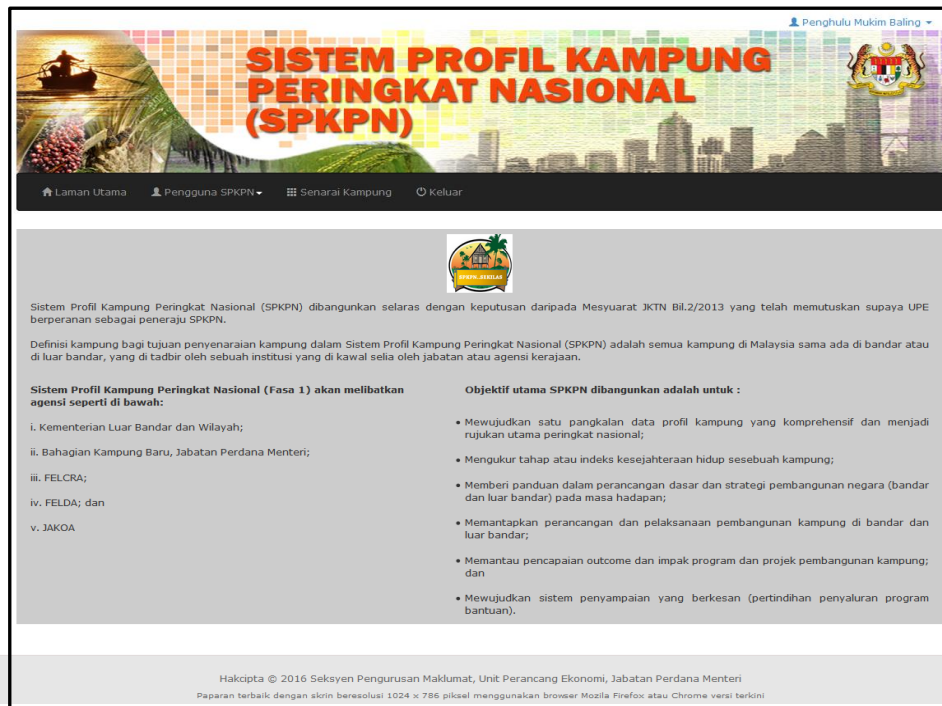 Penghulu Mukim Baling
SISTEM PROFIL KAMPUNG
PERINGKAT NASIONAL
(SPKPN)
Laman Utama Pengguna SPKPN Senarai Kampung Keluar
SPKPN JEBILAS
Sistem Profil Kampung Peringkat Nasional (SPKPN) dibangunkan selaras dengan keputusan daripada Mesyuarat JKTN Bil.2/2013 yang telah memutuskan supaya UPE
berperanan sebagai peneraju SPKPN.
Definisi kampung bagi tujuan penyenaraian kampung dalam Sistem Profil Kampung Peringkat Nasional (SPKPN) adalah semua kampung di Malaysia sama ada di bandar atau
di luar bandar, yang di tadbir oleh sebuah institusi yang di kawal selia oleh jabatan atau agensi kerajaan.
Sistem Profil Kampung Peringkat Nasional (Fasa 1) akan melibatkan
agensi seperti di bawah:
i. Kementerian Luar Bandar dan Wilayah;
ii. Bahagian Kampung Baru, Jabatan Perdana Menteri;
iii. FELCRA;
iv. FELDA; dan
v. JAKOA
Objektif utama SPKPN dibangunkan adalah untuk :
• Mewujudkan satu pangkalan data profil kampung yang komprehensif dan menjadi
rujukan utama peringkat nasional;
• Mengukur tahap atau indeks kesejahteraan hidup sesebuah kampung;
• Memberi panduan dalam perancangan dasar dan strategi pembangunan negara (bandar
dan luar bandar) pada masa hadapan;
• Memantapkan perancangan dan pelaksanaan pembangunan kampung di bandar dan
luar bandar;
• Memantau pencapaian outcome dan impak program dan projek pembangunan kampung;
dan
• Mewujudkan sistem penyampaian yang berkesan (pertindihan penyaluran program
bantuan).
Hakcipta © 2016 Seksyen Pengurusan Maklumat, Unit Perancang Ekonomi, Jabatan Perdana Menteri
Paparan terbaik dengan skrin beresolusi 1024 x 786 piksel menggunakan browser Mozila Firefox atau Chrome versi terkini